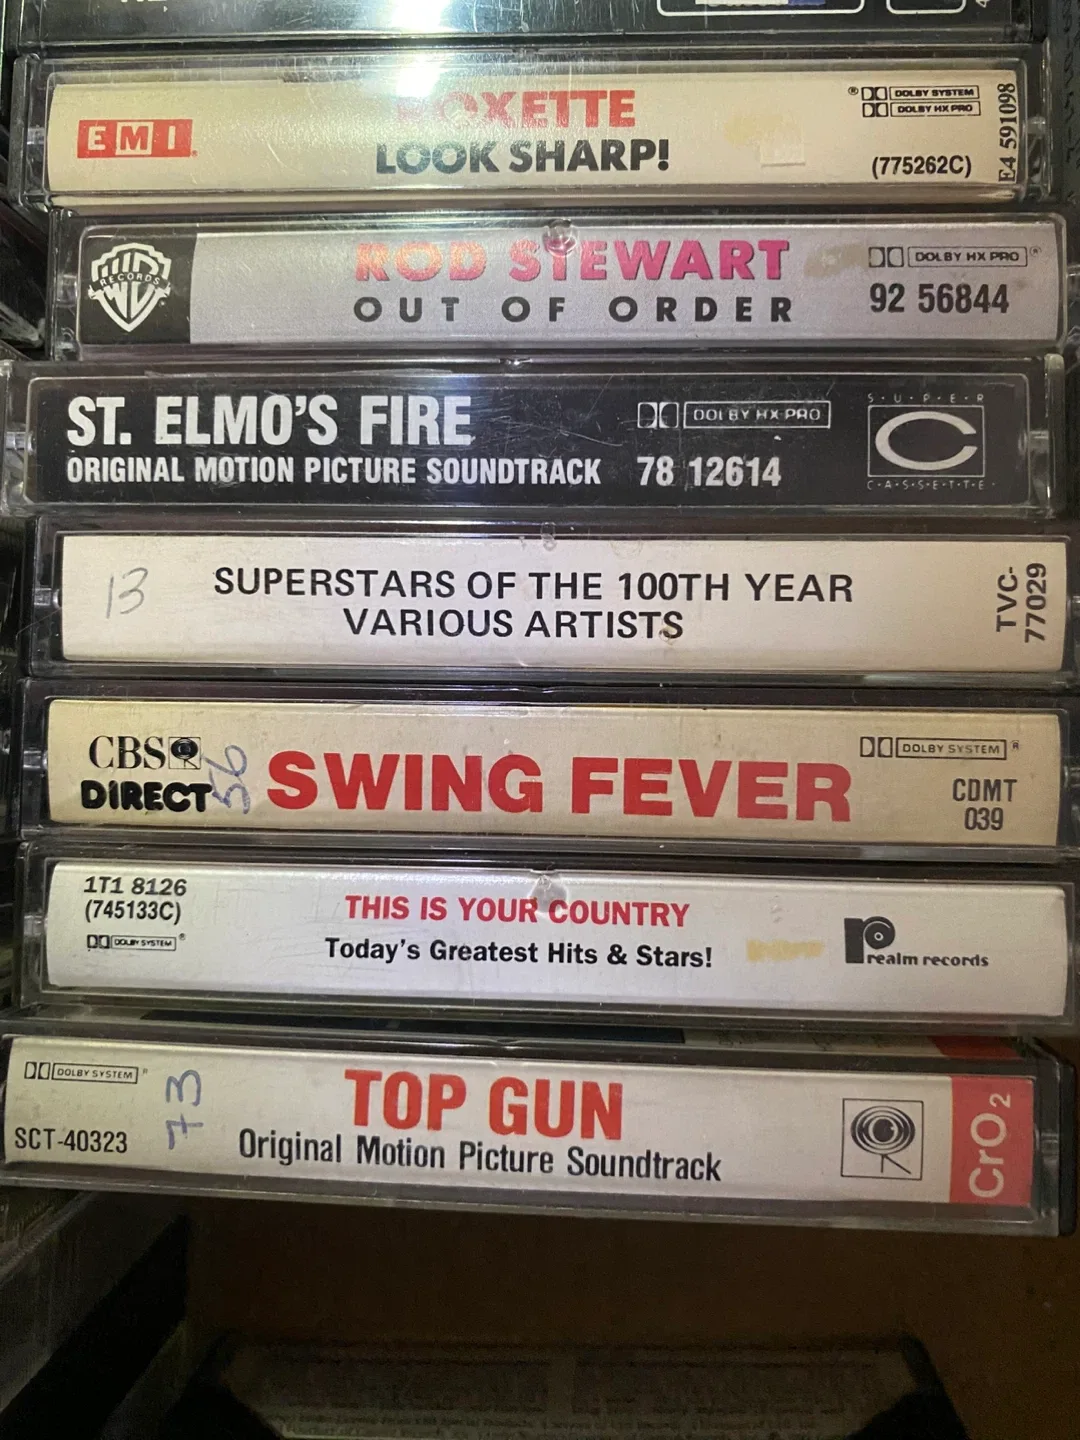 EMI
ROXETTE
LOOK SHARP!
DOLBY SYSTEM
DOLBY HX PRO
(775262C)
E4 591098
RECORDS
ROD STEWART
OUT OF ORDER
DOLBY HX PRO
92 56844
ST. ELMO'S FIRE
ORIGINAL MOTION PICTURE SOUNDTRACK
DOLBY HX PRO
78 12614
S·U·P·E·R
C
C·A·S·S·E·T·T·E
13
SUPERSTARS OF THE 100TH YEAR
VARIOUS ARTISTS
TVC-
77029
CBS
DIRECT
56
SWING FEVER
DOLBY SYSTEM
CDMT
039
1T1 8126
(745133C)
DOLBY SYSTEM
THIS IS YOUR COUNTRY
Today's Greatest Hits & Stars!
realm records
DOLBY SYSTEM
SCT-40323
73
TOP GUN
Original Motion Picture Soundtrack
CrO2